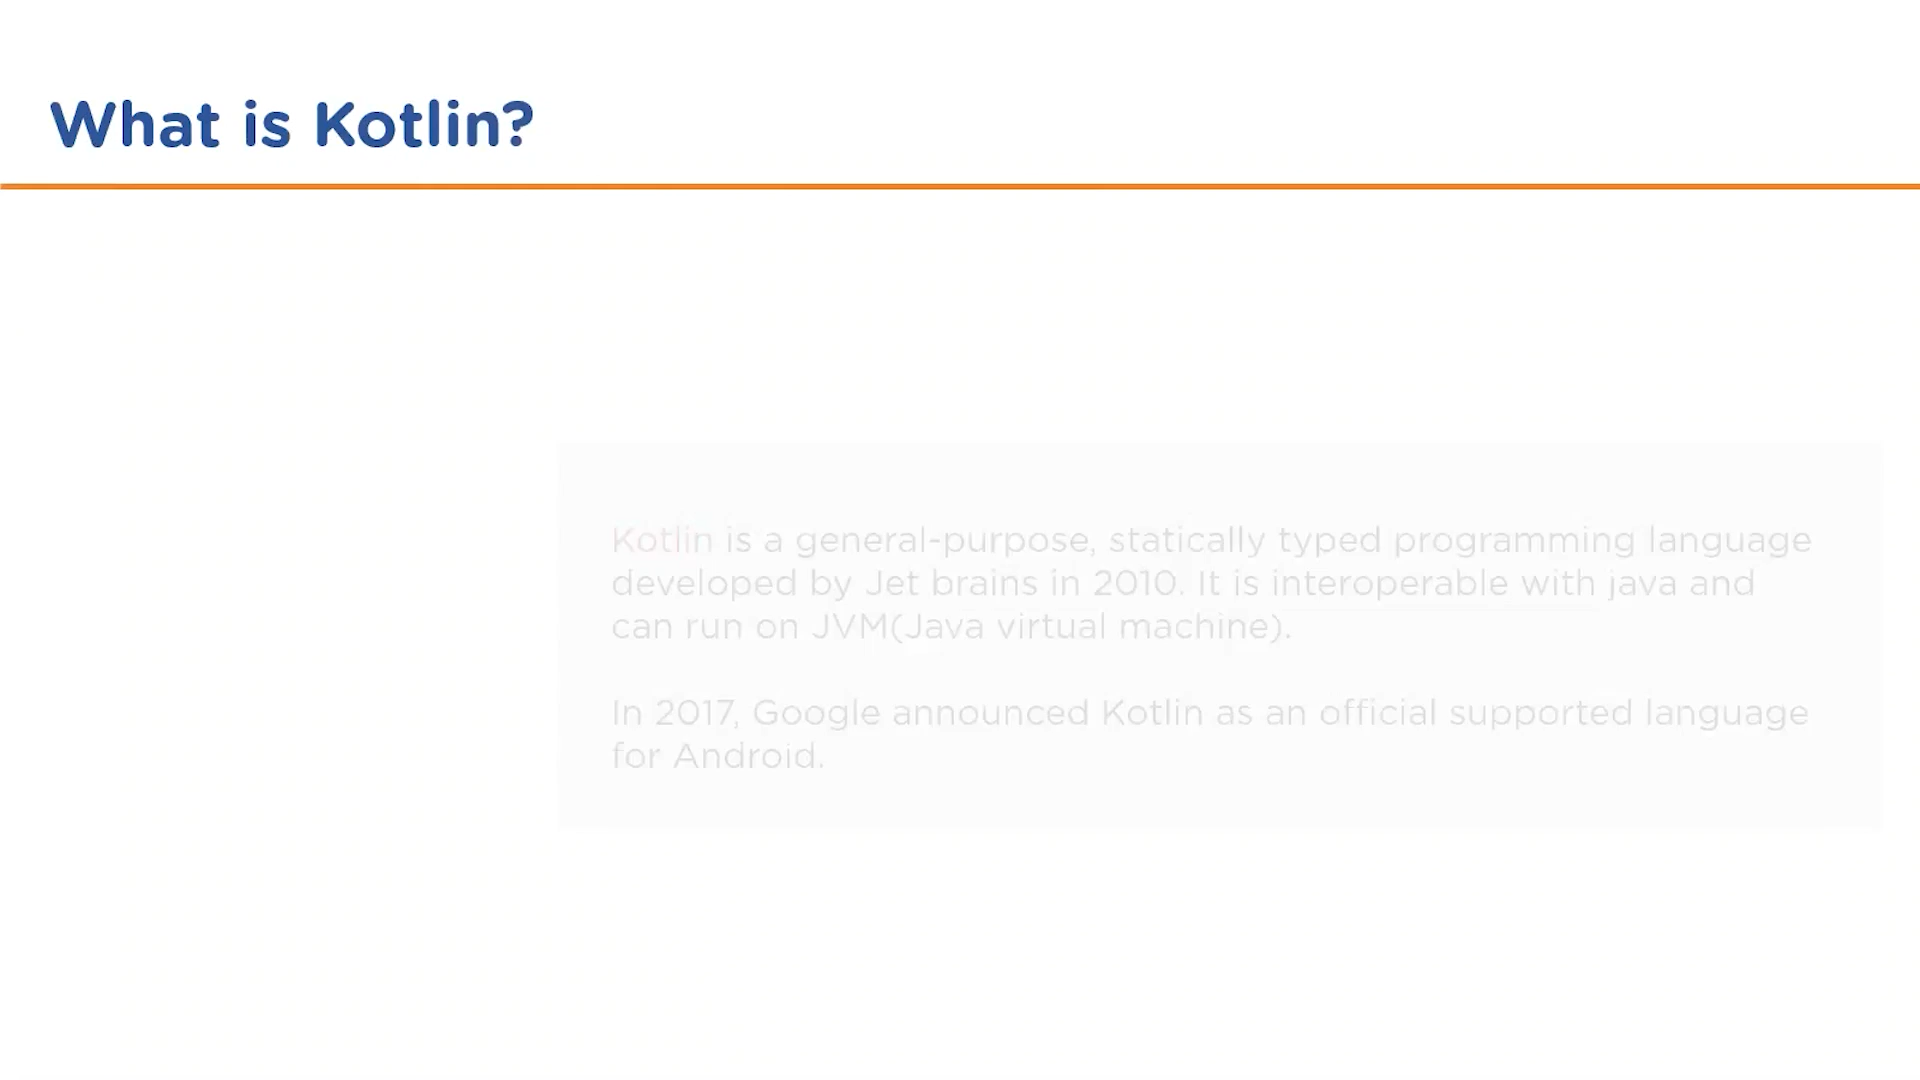 What is Kotlin?
Kotlin is a general-purpose, statically typed programming language
developed by Jet brains in 2010. It is interoperable with java and
can run on JVM(Java virtual machine).
In 2017, Google announced Kotlin as an official supported language
for Android.